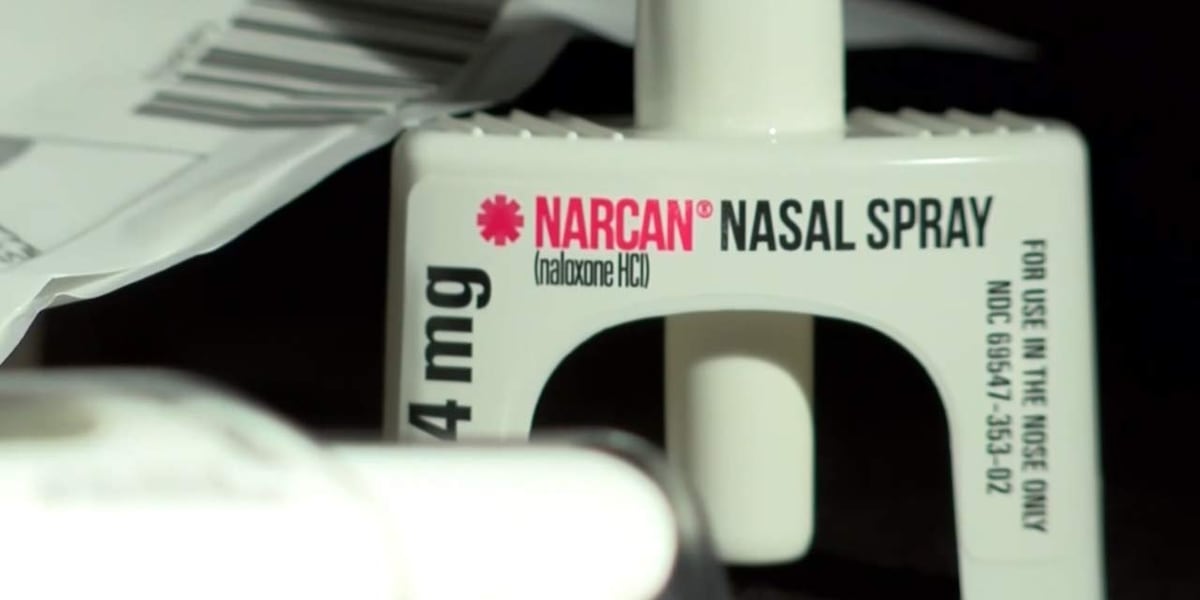 NARCAN® NASAL SPRAY
(naloxone HCl)
4 mg
FOR USE IN THE NOSE ONLY
NDC 69547-353-02